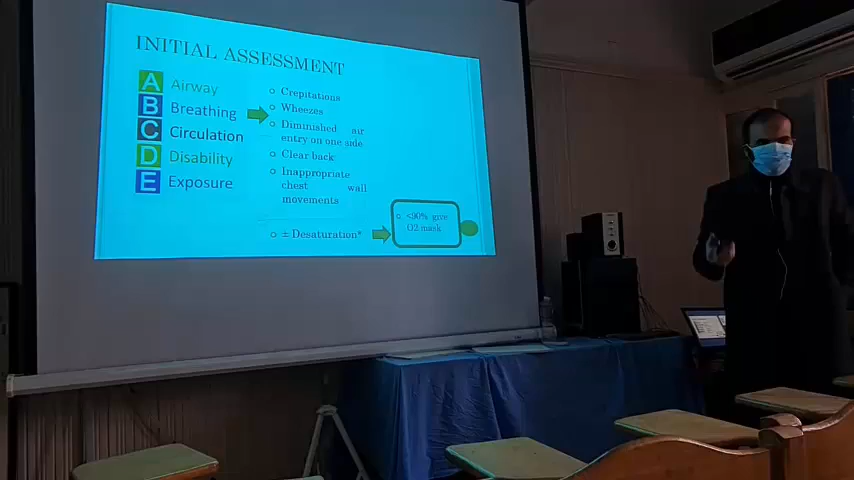 INITIAL ASSESSMENT
A Airway
B Breathing
C Circulation
D Disability
E Exposure
Crepitations
Wheezes
Diminished air
entry on one side
Clear back
Inappropriate
chest wall
movements
± Desaturation*
<90% give
O2 mask